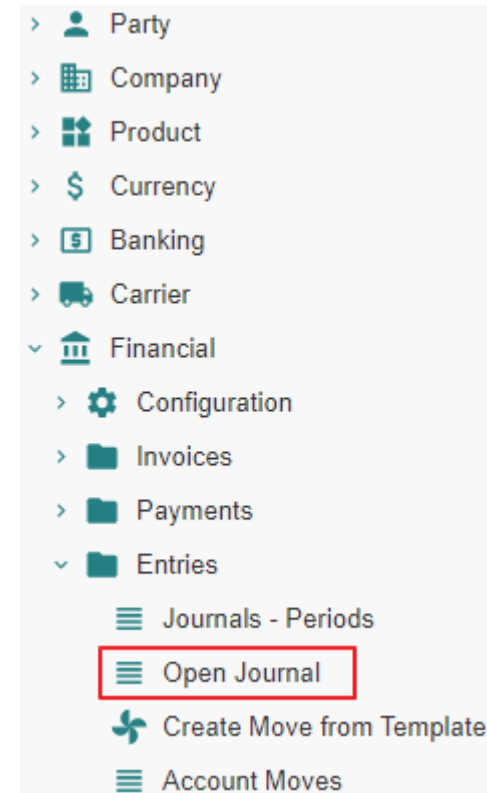 Party
Company
Product
$ Currency
Banking
Carrier
Financial
Configuration
Invoices
Payments
Entries
Journals - Periods
Open Journal
Create Move from Template
Account Moves